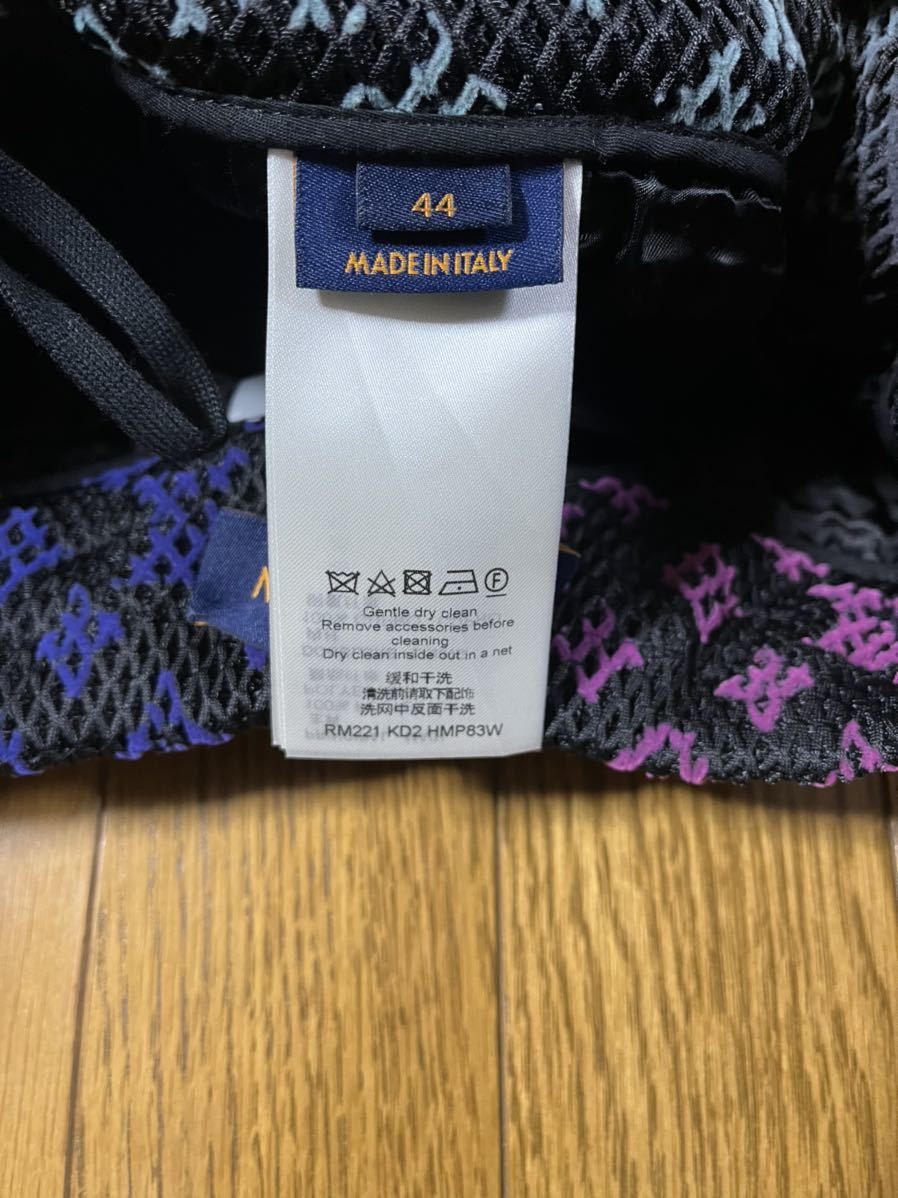 44
MADE IN ITALY
F
Gentle dry clean
Remove accessories before
cleaning
Dry clean inside out in a net
缓和干洗
清洗前请取下配饰
洗网中反面干洗
RM221 KD2 HMP83W